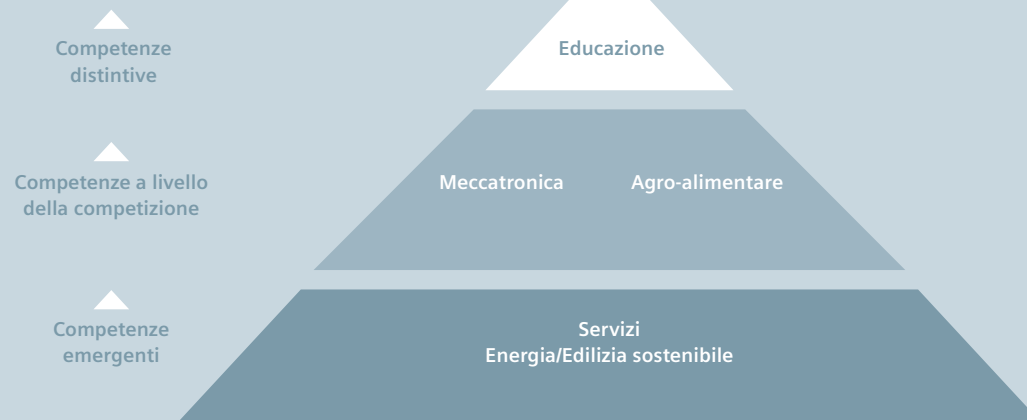 Competenze
distintive
Educazione
Competenze a livello
della competizione
Meccatronica
Agro-alimentare
Competenze
emergenti
Servizi
Energia/Edilizia sostenibile